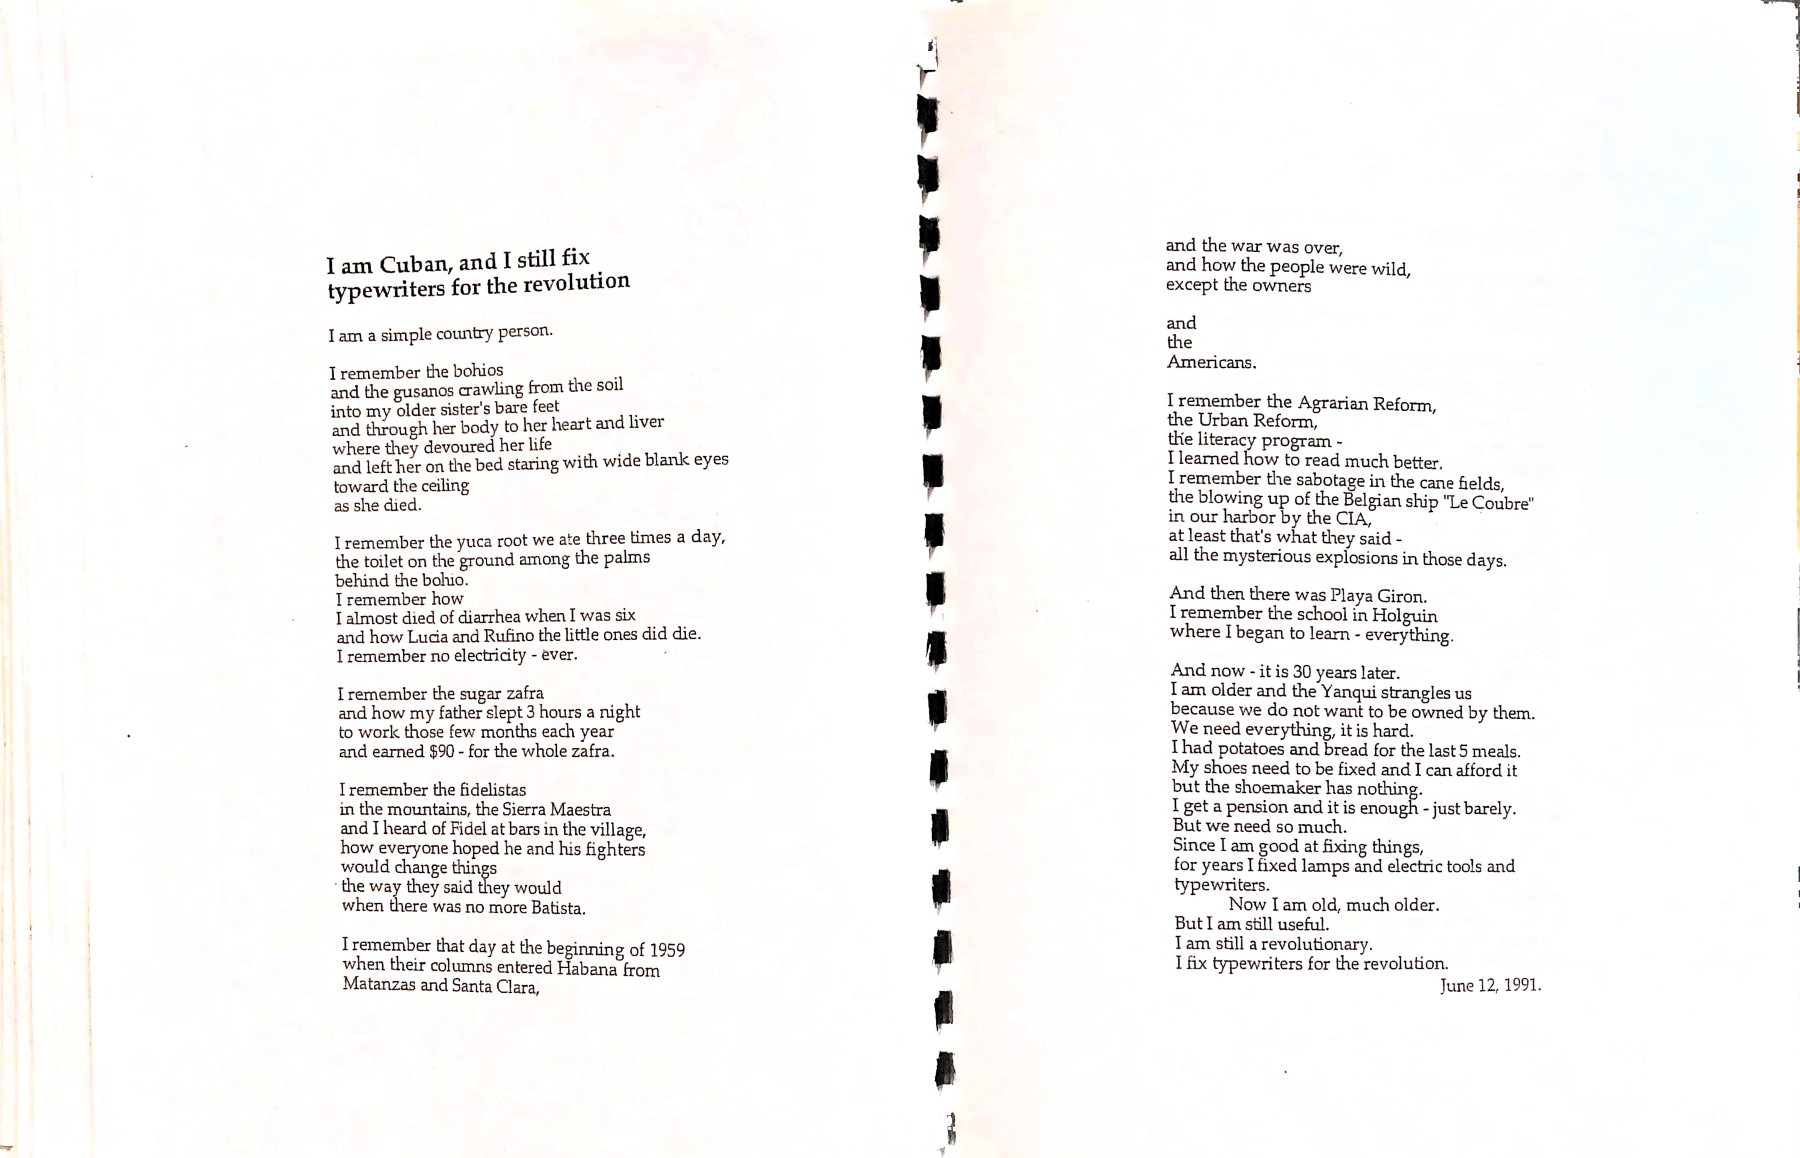 I am Cuban, and I still fix
typewriters for the revolution
I am a simple country person.
I remember the bohios
and the gusanos crawling from the soil
into my older sister's bare feet
and through her body to her heart and liver
where they devoured her life
and left her on the bed staring with wide blank eyes
toward the ceiling
as she died.
I remember the yuca root we ate three times a day,
the toilet on the ground among the palms
behind the bohio.
I remember how
I almost died of diarrhea when I was six
and how Lucia and Rufino the little ones did die.
I remember no electricity - ever.
I remember the sugar zafra
and how my father slept 3 hours a night
to work those few months each year
and earned $90 - for the whole zafra.
I remember the fidelistas
in the mountains, the Sierra Maestra
and I heard of Fidel at bars in the village,
how everyone hoped he and his fighters
would change things
the way they said they would
when there was no more Batista.
I remember that day at the beginning of 1959
when their columns entered Habana from
Matanzas and Santa Clara,
and the war was over,
and how the people were wild,
except the owners
and
the
Americans.
I remember the Agrarian Reform,
the Urban Reform,
the literacy program -
I learned how to read much better.
I remember the sabotage in the cane fields,
the blowing up of the Belgian ship "Le Coubre"
in our harbor by the CIA,
at least that's what they said -
all the mysterious explosions in those days.
And then there was Playa Giron.
I remember the school in Holguin
where I began to learn - everything.
And now - it is 30 years later.
I am older and the Yanqui strangles us
because we do not want to be owned by them.
We need everything, it is hard.
I had potatoes and bread for the last 5 meals.
My shoes need to be fixed and I can afford it
but the shoemaker has nothing.
I get a pension and it is enough - just barely.
But we need so much.
Since I am good at fixing things,
for years I fixed lamps and electric tools and
typewriters.
Now I am old, much older.
But I am still useful.
I am still a revolutionary.
I fix typewriters for the revolution.
June 12, 1991.